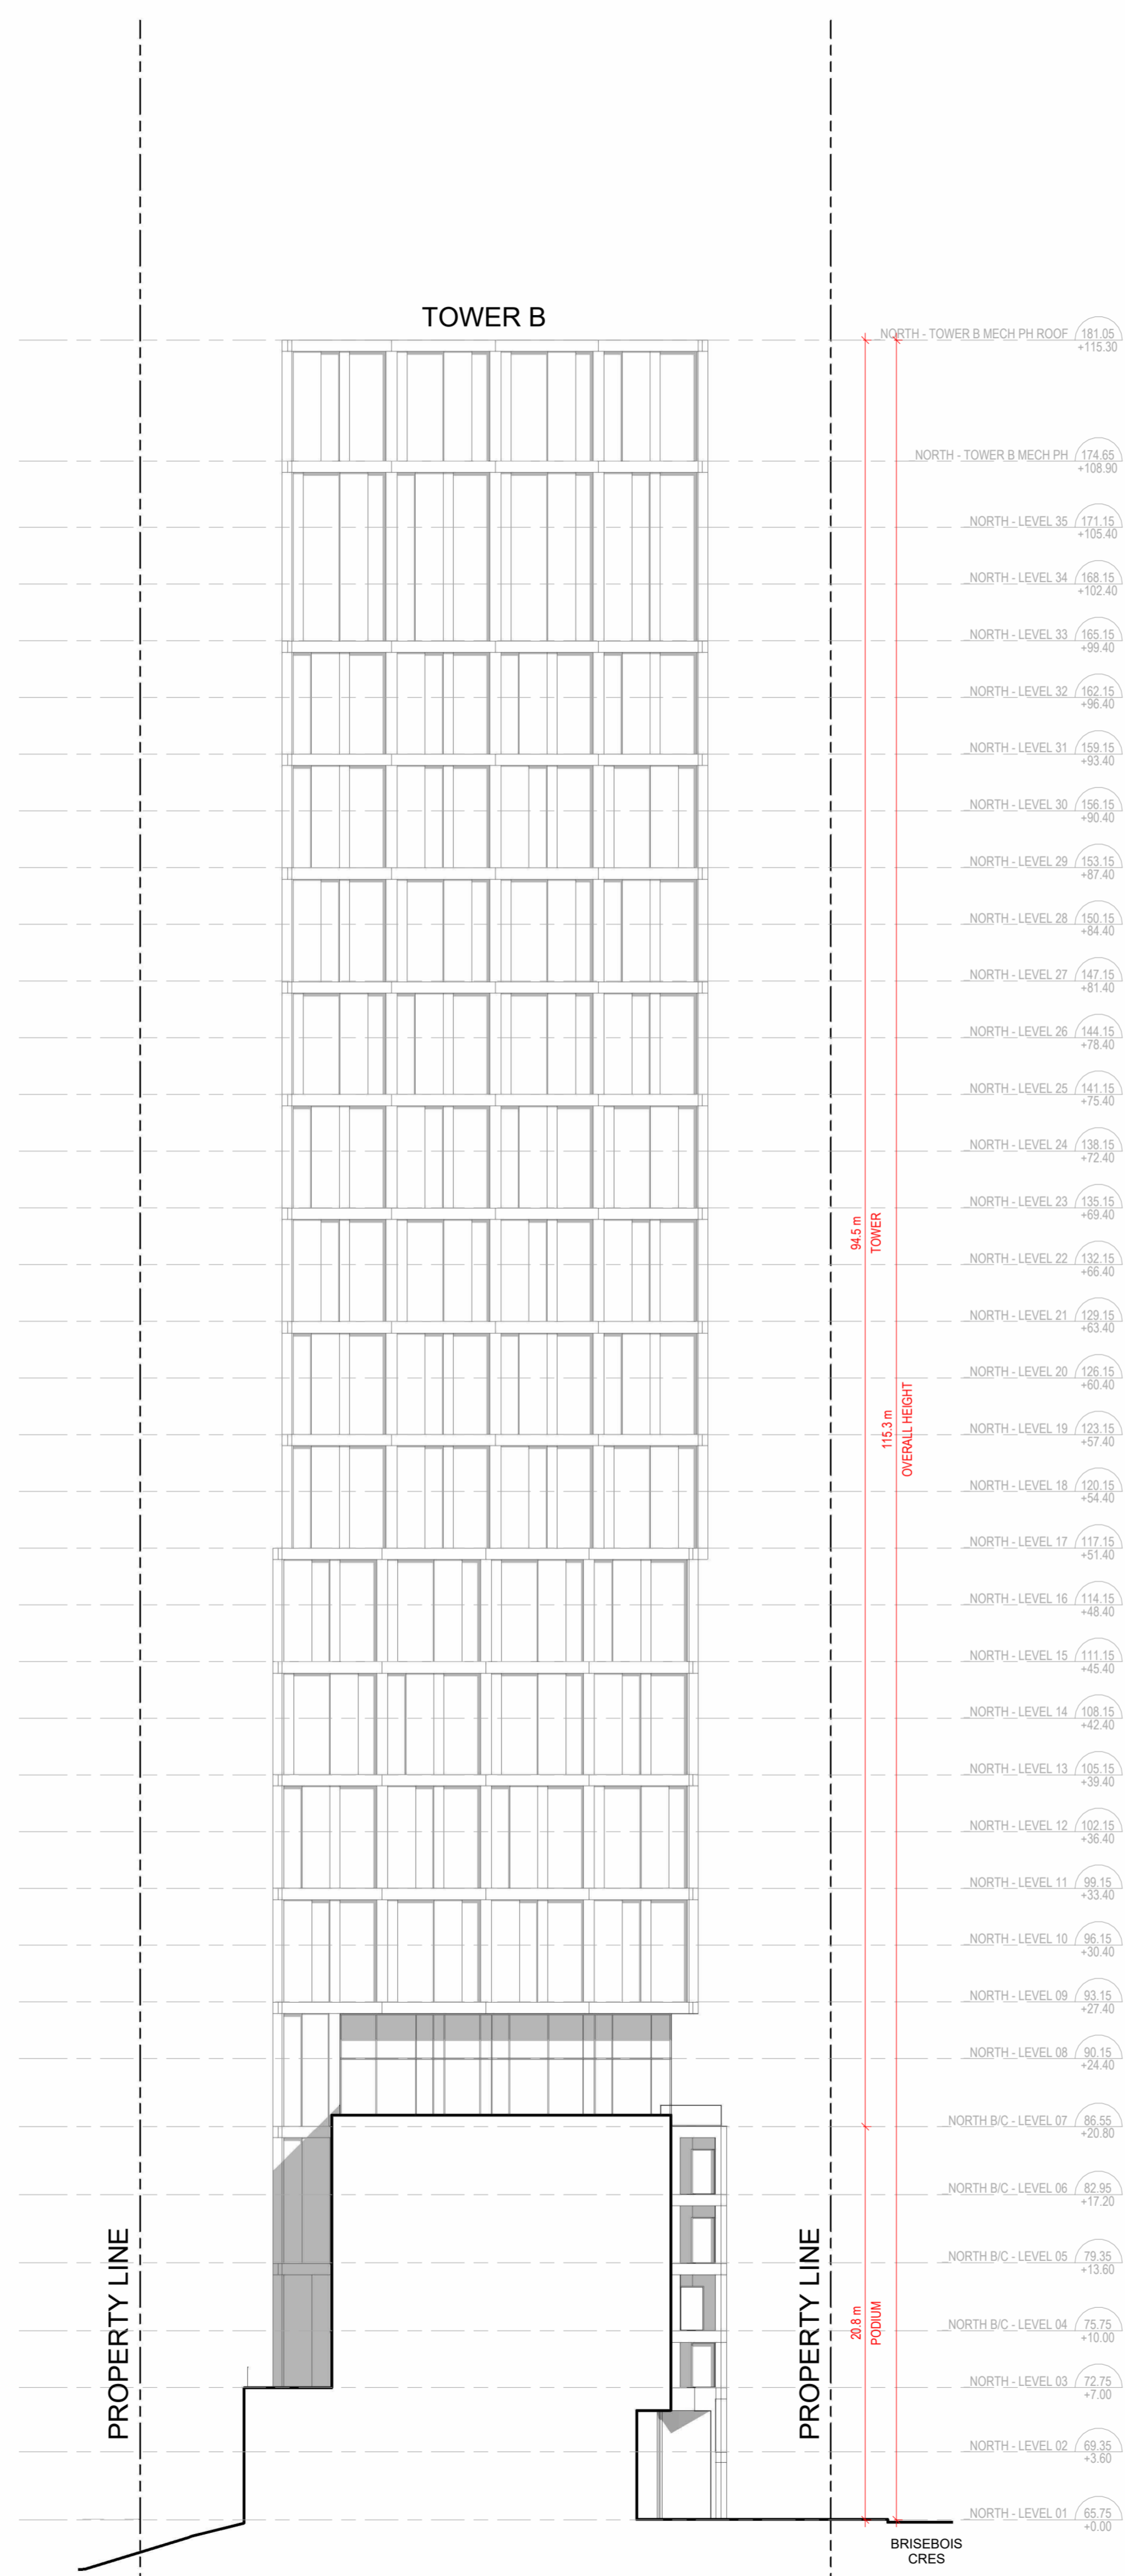 TOWER B
NORTH - TOWER B MECH PH ROOF 181.05
+115.30
NORTH - TOWER B MECH PH 174.65
+108.90
NORTH - LEVEL 35 171.15
+105.40
NORTH - LEVEL 34 168.15
+102.40
NORTH - LEVEL 33 165.15
+99.40
NORTH - LEVEL 32 162.15
+96.40
NORTH - LEVEL 31 159.15
+93.40
NORTH - LEVEL 30 156.15
+90.40
NORTH - LEVEL 29 153.15
+87.40
NORTH - LEVEL 28 150.15
+84.40
NORTH - LEVEL 27 147.15
+81.40
NORTH - LEVEL 26 144.15
+78.40
NORTH - LEVEL 25 141.15
+75.40
NORTH - LEVEL 24 138.15
+72.40
NORTH - LEVEL 23 135.15
+69.40
94.5 m
TOWER
NORTH - LEVEL 22 132.15
+66.40
NORTH - LEVEL 21 129.15
+63.40
NORTH - LEVEL 20 126.15
+60.40
115.3 m
OVERALL HEIGHT
NORTH - LEVEL 19 123.15
+57.40
NORTH - LEVEL 18 120.15
+54.40
NORTH - LEVEL 17 117.15
+51.40
NORTH - LEVEL 16 114.15
+48.40
NORTH - LEVEL 15 111.15
+45.40
NORTH - LEVEL 14 108.15
+42.40
NORTH - LEVEL 13 105.15
+39.40
NORTH - LEVEL 12 102.15
+36.40
NORTH - LEVEL 11 99.15
+33.40
NORTH - LEVEL 10 96.15
+30.40
NORTH - LEVEL 09 93.15
+27.40
NORTH - LEVEL 08 90.15
+24.40
NORTH B/C - LEVEL 07 86.55
+20.80
NORTH B/C - LEVEL 06 82.95
+17.20
NORTH B/C - LEVEL 05 79.35
+13.60
PROPERTY LINE
PROPERTY LINE
20.8 m
PODIUM
NORTH B/C - LEVEL 04 75.75
+10.00
NORTH - LEVEL 03 72.75
+7.00
NORTH - LEVEL 02 69.35
+3.60
NORTH - LEVEL 01 65.75
+0.00
BRISEBOIS
CRES